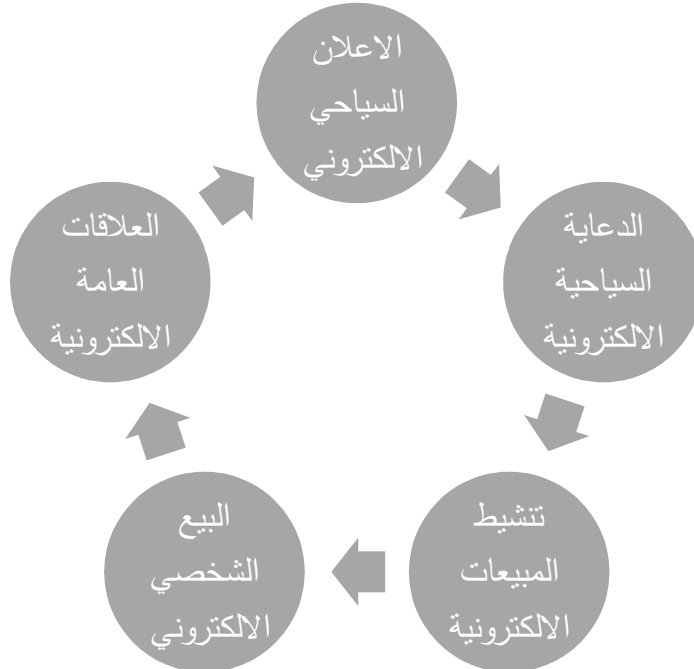 الاعلان
السياحي
الالكتروني
الدعاية
السياحية
الالكترونية
تنشيط
المبيعات
الالكترونية
البيع
الشخصي
الالكتروني
العلاقات
العامة
الالكترونية